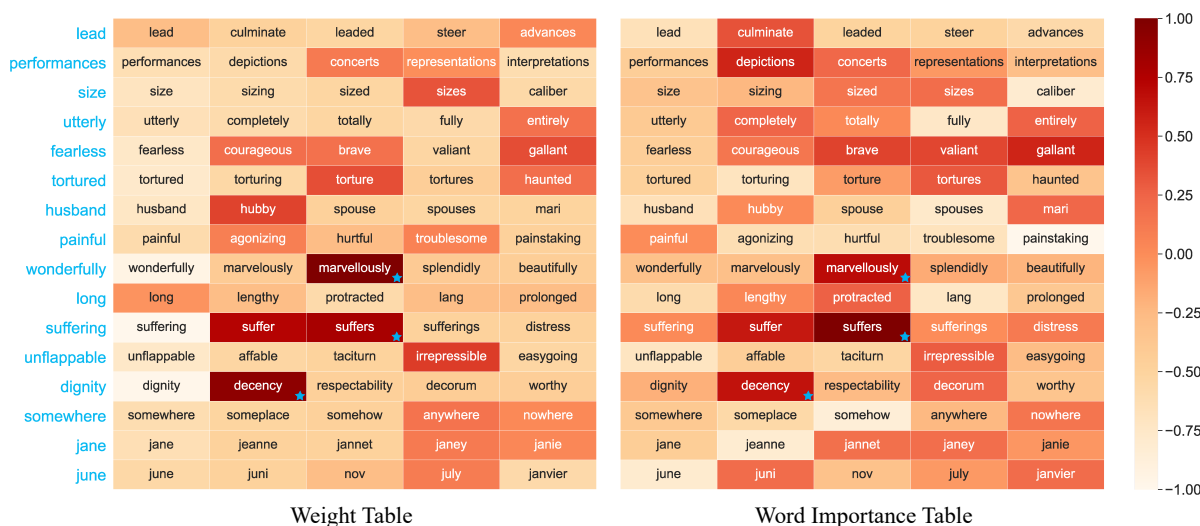 lead lead culminate leaded steer advances lead culminate leaded steer advances 1.00
performances performances depictions concerts representations interpretations performances depictions concerts representations interpretations
size size sizing sized sizes caliber size sizing sized sizes caliber 0.75
utterly utterly completely totally fully entirely utterly completely totally fully entirely
fearless fearless courageous brave valiant gallant fearless courageous brave valiant gallant 0.50
tortured tortured torturing torture tortures haunted tortured torturing torture tortures haunted
husband husband hubby spouse spouses mari husband hubby spouse spouses mari 0.25
painful painful agonizing hurtful troublesome painstaking painful agonizing hurtful troublesome painstaking 0.00
wonderfully wonderfully marvelously marvellously splendidly beautifully wonderfully marvelously marvellously splendidly beautifully
long long lengthy protracted lang prolonged long lengthy protracted lang prolonged −0.25
suffering suffering suffer suffers sufferings distress suffering suffer suffers sufferings distress
unflappable unflappable affable taciturn irrepressible easygoing unflappable affable taciturn irrepressible easygoing −0.50
dignity dignity decency respectability decorum worthy dignity decency respectability decorum worthy
somewhere somewhere someplace somehow anywhere nowhere somewhere someplace somehow anywhere nowhere −0.75
jane jane jeanne jannet janey janie jane jeanne jannet janey janie
june june juni nov july janvier june juni nov july janvier −1.00
Weight Table Word Importance Table